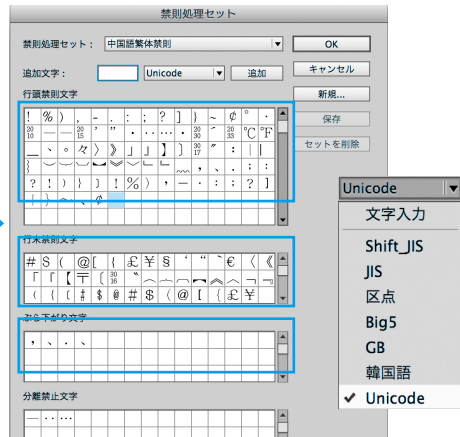 禁則処理セット
禁則処理セット： 中国語繁体禁則
OK
追加文字： Unicode 追加
キャンセル
行頭禁則文字
新規...
! % ) , - . : ; ? ] } ~ ¢ ° ·
保存
セットを削除
? ! ) } ] ! % ) , – . : ; ? ]
行末禁則文字
# $ ( @ [ { £ ¥ § ‘ “ 〝 € 〈 《
( { [ # $ @ # $ ( @ [ { £ ¥
ぶら下がり文字
, 、 . 、
分離禁止文字
— ‥ …
Unicode
文字入力
Shift_JIS
JIS
区点
Big5
GB
韓国語
✓ Unicode